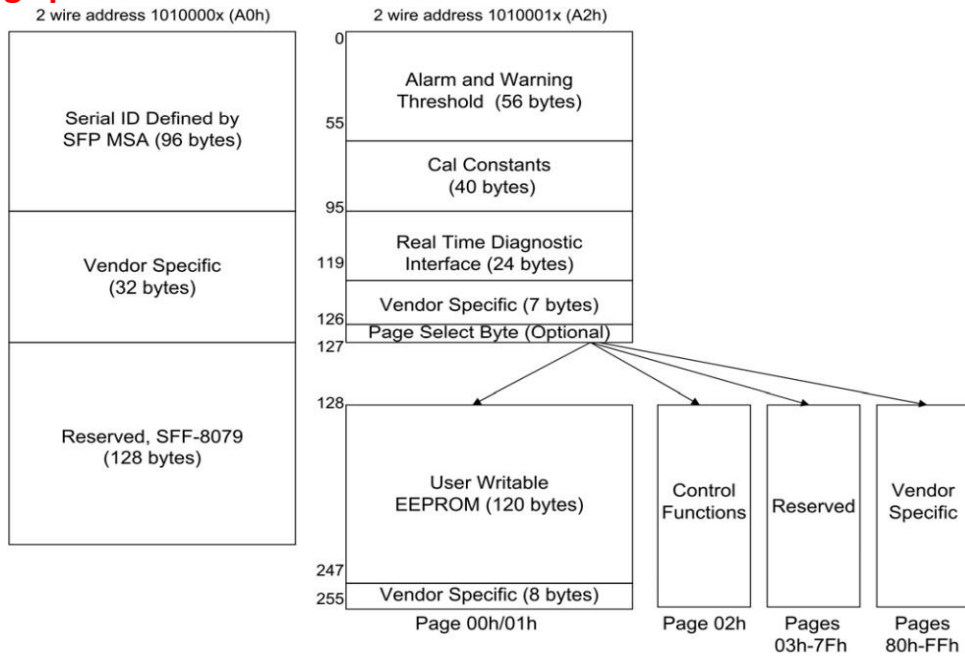 2 wire address 1010000x (A0h)
Serial ID Defined by
SFP MSA (96 bytes)
Vendor Specific
(32 bytes)
Reserved, SFF-8079
(128 bytes)
2 wire address 1010001x (A2h)
0
Alarm and Warning
Threshold (56 bytes)
55
Cal Constants
(40 bytes)
95
Real Time Diagnostic
Interface (24 bytes)
119
Vendor Specific (7 bytes)
126
Page Select Byte (Optional)
127
128
User Writable
EEPROM (120 bytes)
247
Vendor Specific (8 bytes)
255
Page 00h/01h
Control
Functions
Page 02h
Reserved
Pages
03h-7Fh
Vendor
Specific
Pages
80h-FFh